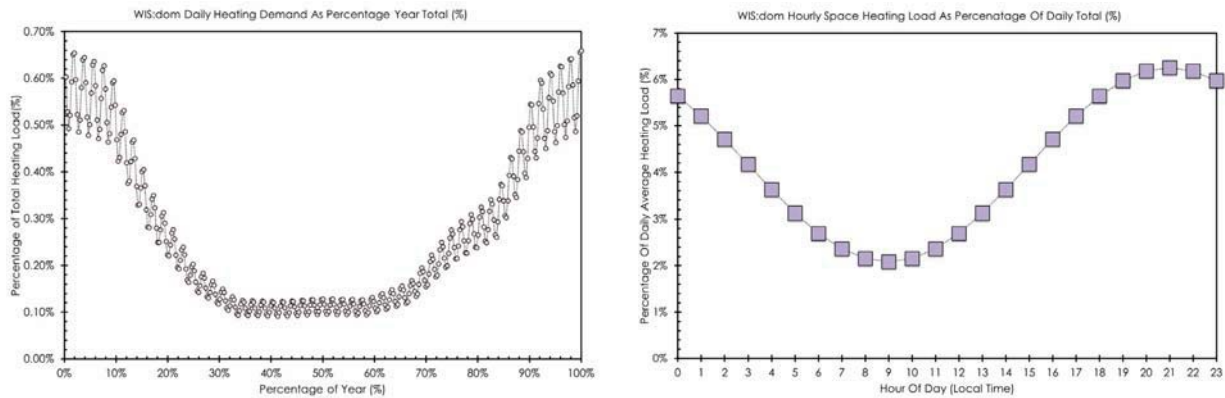 WIS:dom Daily Heating Demand As Percentage Year Total (%)
Percentage of Total Heating Load(%)
0.70%
0.60%
0.50%
0.40%
0.30%
0.20%
0.10%
0.00%
0% 10% 20% 30% 40% 50% 60% 70% 80% 90% 100%
Percentage of Year (%)
WIS:dom Hourly Space Heating Load As Percenatage Of Daily Total (%)
Percentage Of Daily Average Heating Load (%)
7%
6%
5%
4%
3%
2%
0%
0 1 2 3 4 5 6 7 8 9 10 11 12 13 14 15 16 17 18 19 20 21 22 23
Hour Of Day (Local Time)